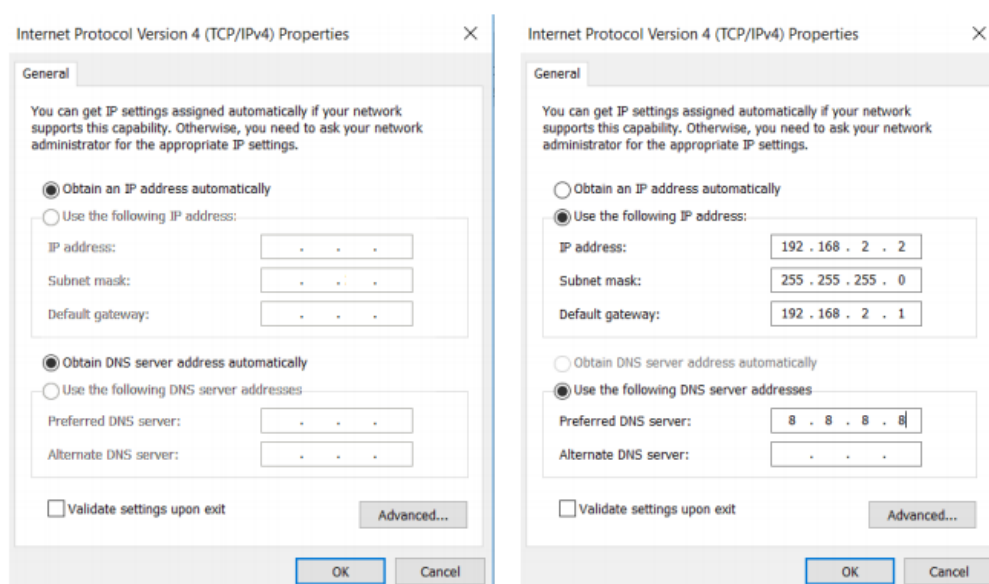 Internet Protocol Version 4 (TCP/IPv4) Properties
General
You can get IP settings assigned automatically if your network
supports this capability. Otherwise, you need to ask your network
administrator for the appropriate IP settings.
Obtain an IP address automatically
Use the following IP address:
IP address:
. . .
Subnet mask:
. . .
Default gateway:
. . .
Obtain DNS server address automatically
Use the following DNS server addresses
Preferred DNS server:
. . .
Alternate DNS server:
. . .
Validate settings upon exit
Advanced...
OK
Cancel
Internet Protocol Version 4 (TCP/IPv4) Properties
General
You can get IP settings assigned automatically if your network
supports this capability. Otherwise, you need to ask your network
administrator for the appropriate IP settings.
Obtain an IP address automatically
Use the following IP address:
IP address:
192 . 168 . 2 . 2
Subnet mask:
255 . 255 . 255 . 0
Default gateway:
192 . 168 . 2 . 1
Obtain DNS server address automatically
Use the following DNS server addresses
Preferred DNS server:
8 . 8 . 8 . 8
Alternate DNS server:
. . .
Validate settings upon exit
Advanced...
OK
Cancel